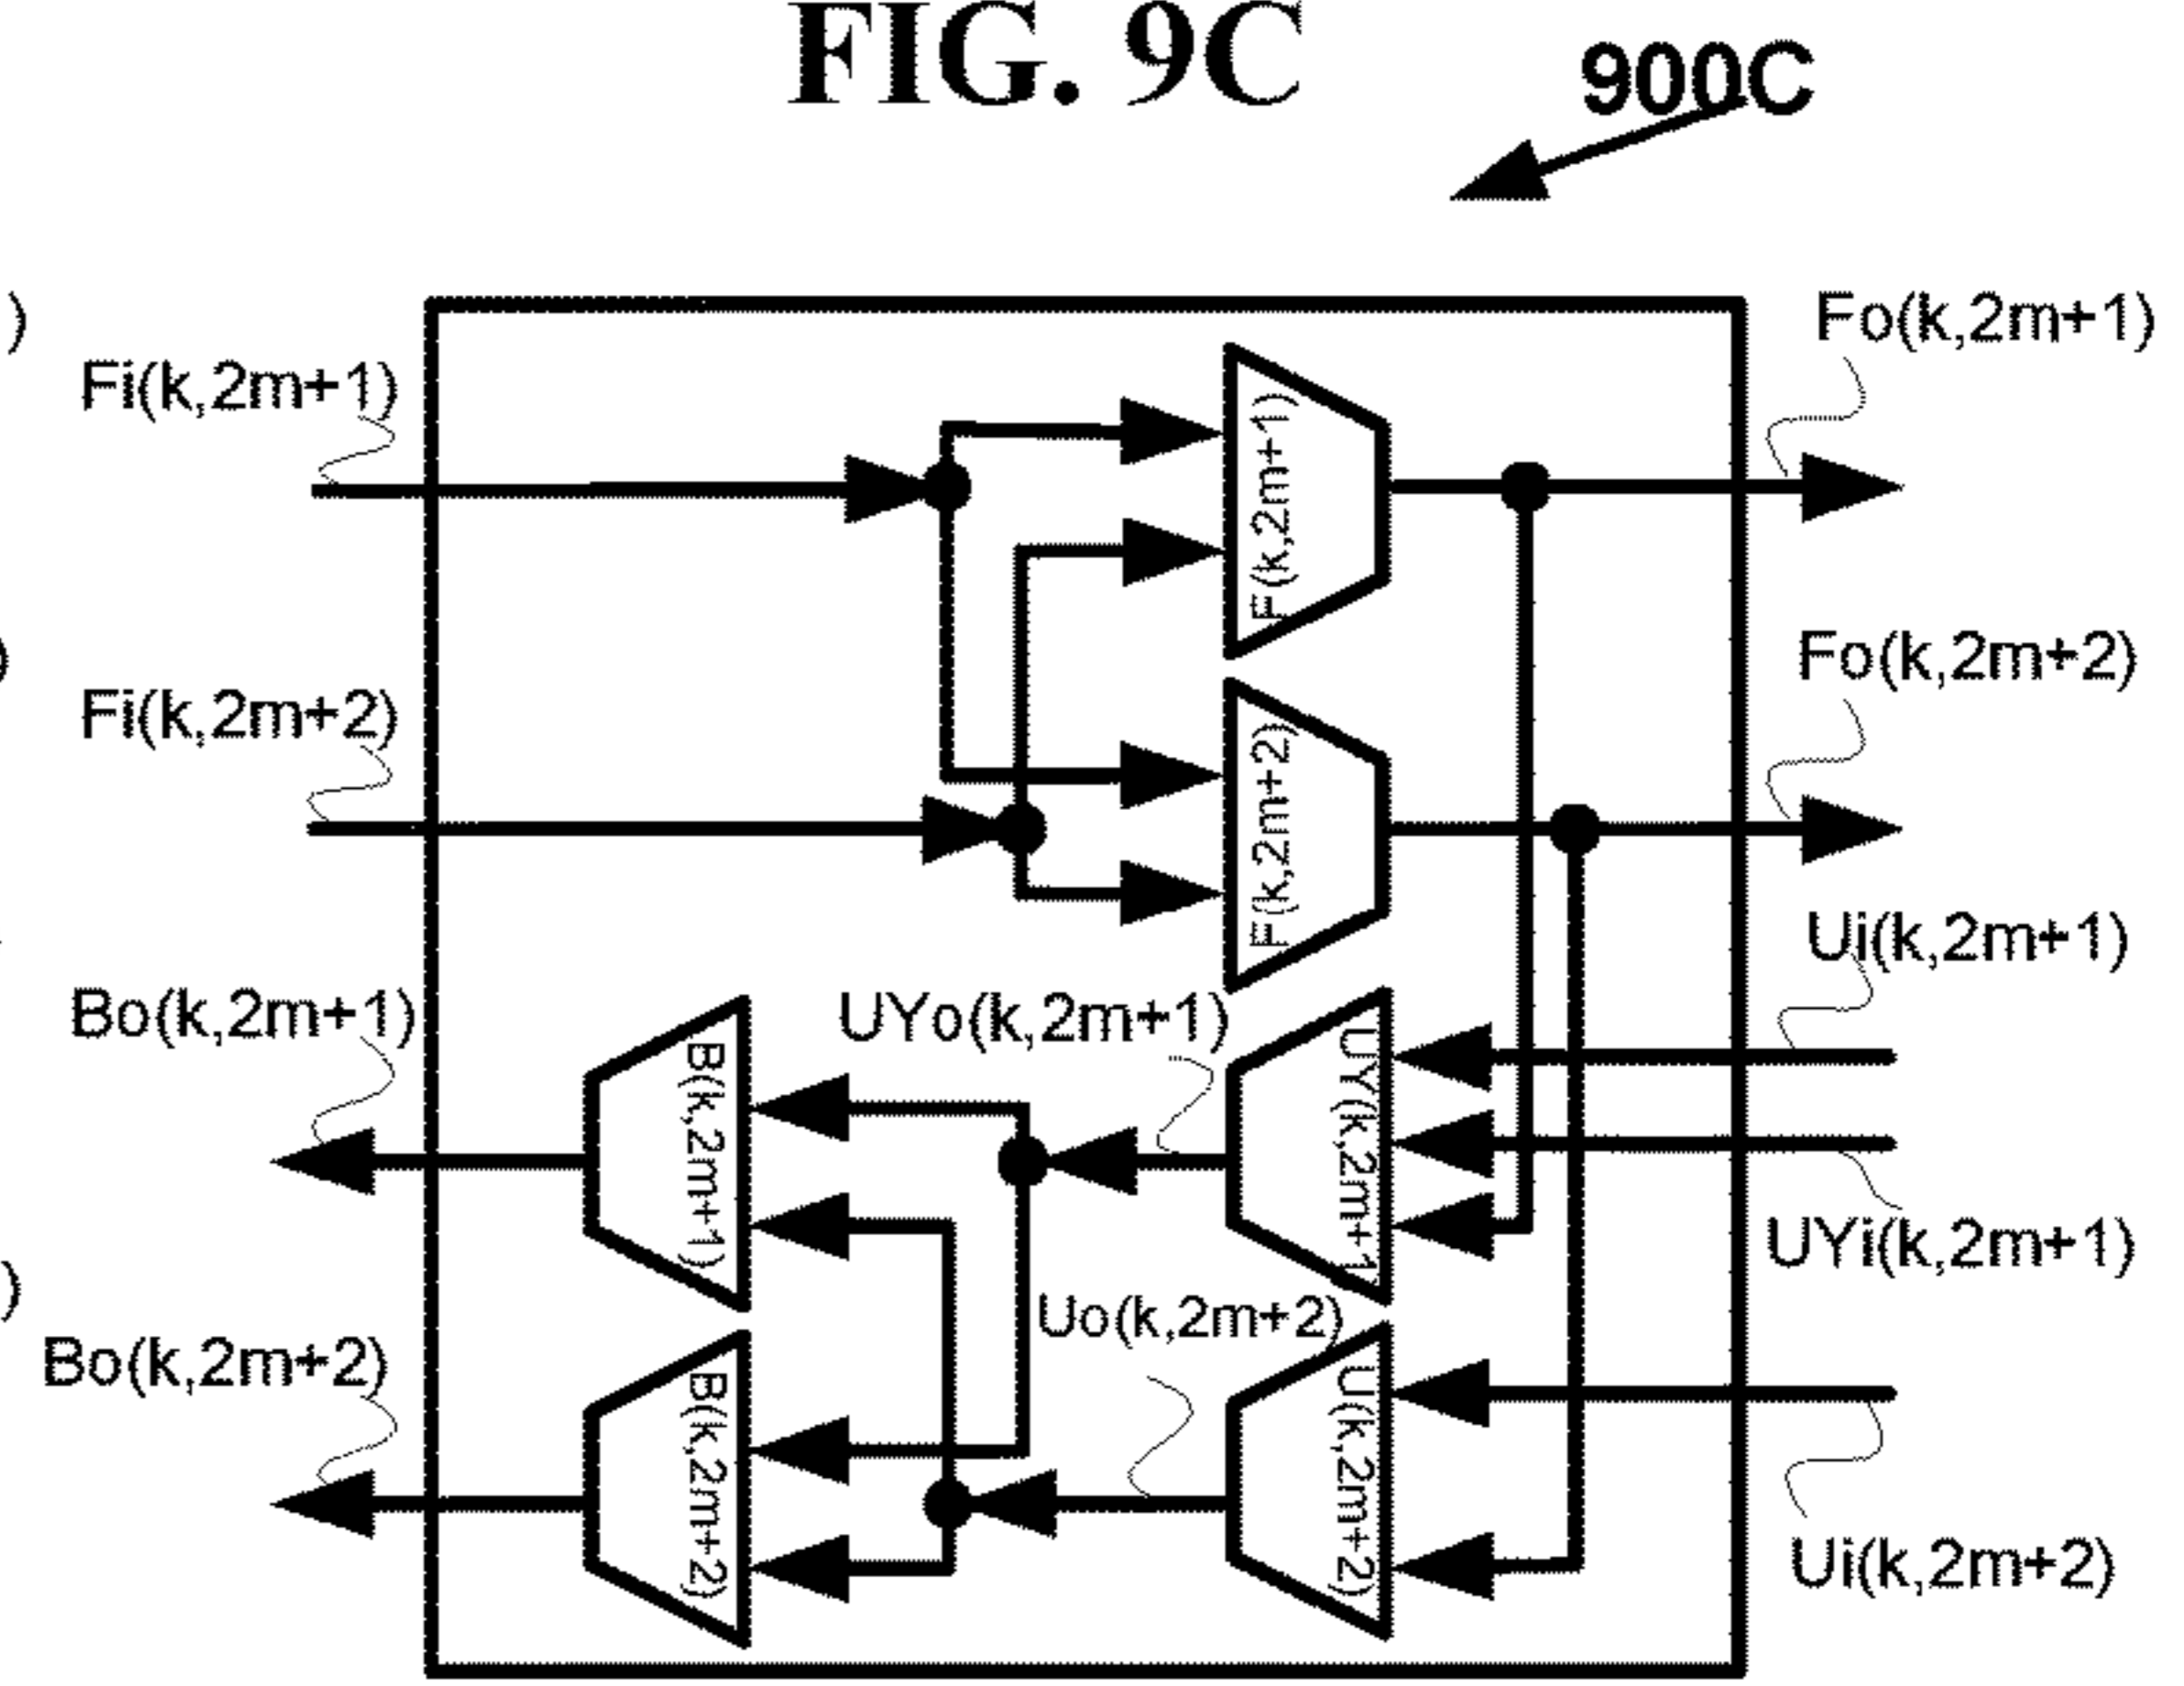 FIG. 9C
900C
)
Fo(k,2m+1)
Fi(k,2m+1)
F(k,2m+1)
)
Fo(k,2m+2)
Fi(k,2m+2)
F(k,2m+2)
Ui(k,2m+1)
Bo(k,2m+1)
UYo(k,2m+1)
B(k,2m+1)
UY(k,2m+1
UYi(k,2m+1)
)
Uo(k,2m+2)
Bo(k,2m+2)
B(k,2m+2)
U(k,2m+2)
Ui(k,2m+2)